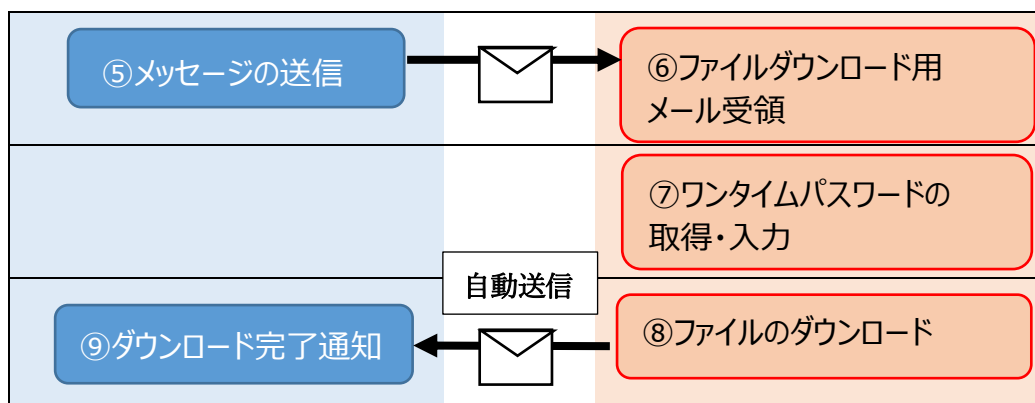 ⑤メッセージの送信
⑥ファイルダウンロード用
メール受領
⑦ワンタイムパスワードの
取得・入力
自動送信
⑨ダウンロード完了通知
⑧ファイルのダウンロード